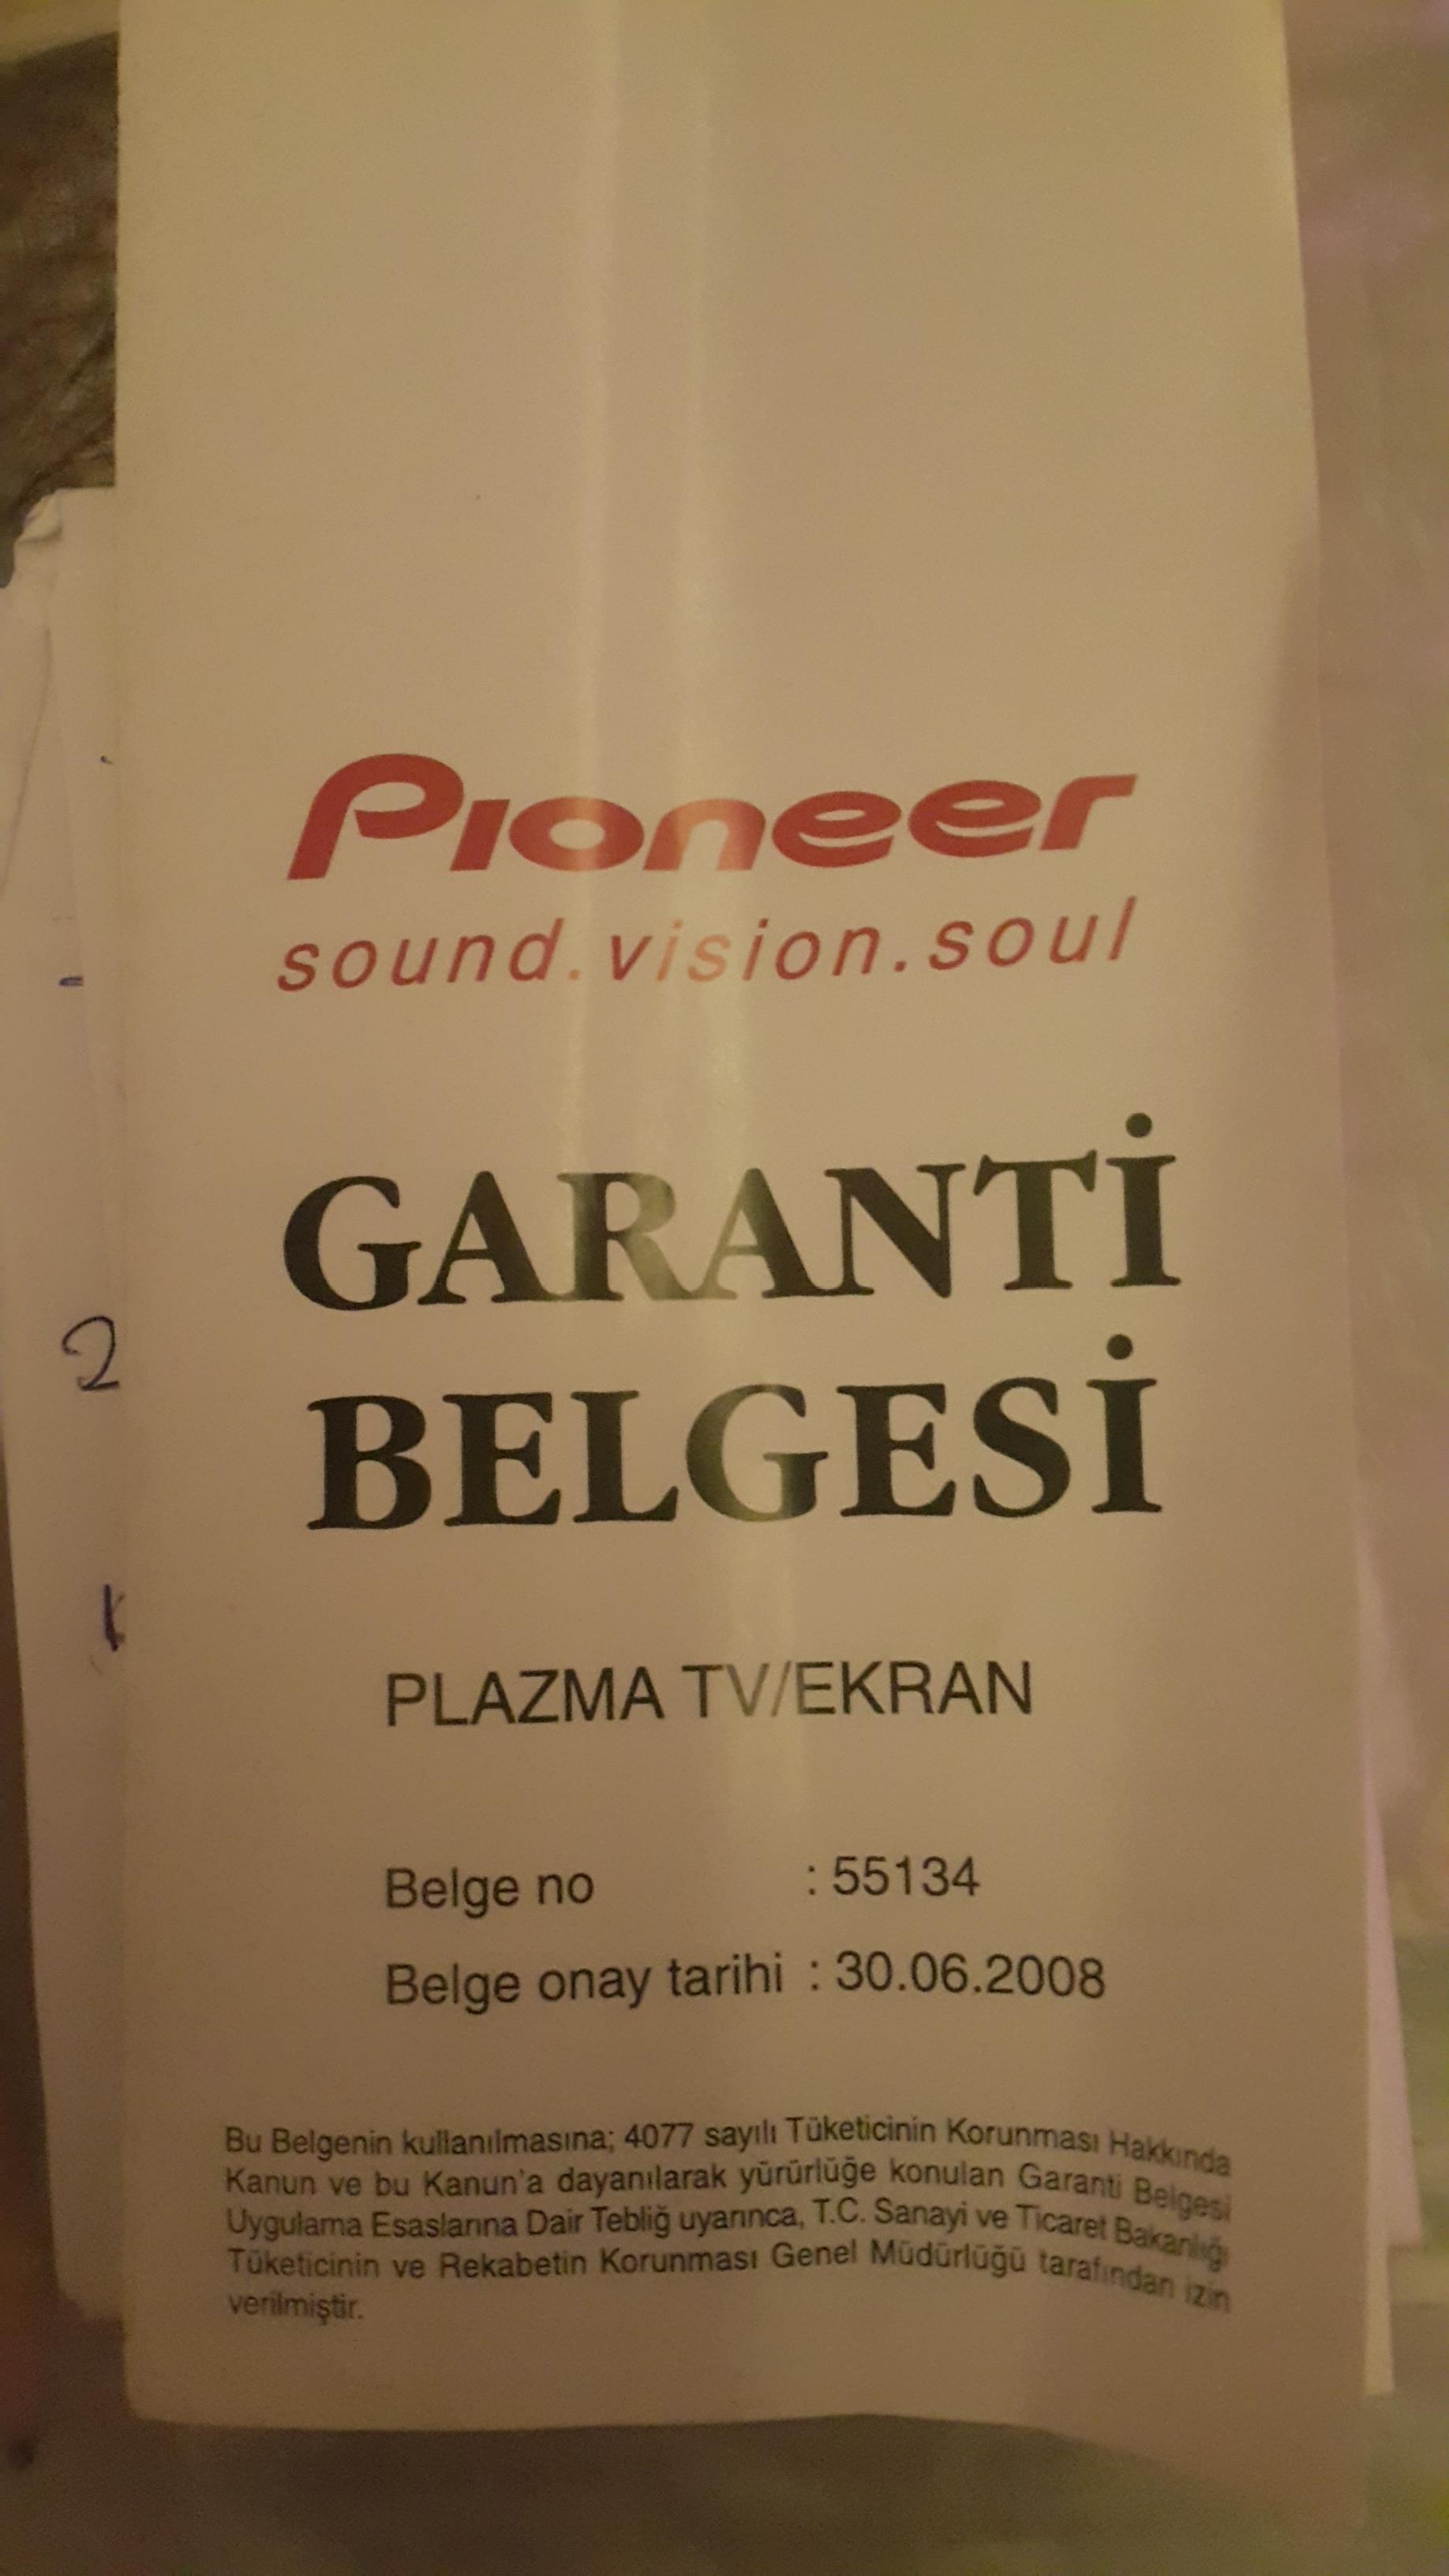 Pioneer
sound.vision.soul
GARANTİ
BELGESİ
2
PLAZMA TV/EKRAN
Belge no : 55134
Belge onay tarihi : 30.06.2008
Bu Belgenin kullanılmasına; 4077 sayılı Tüketicinin Korunması Hakkında
Kanun ve bu Kanun'a dayanılarak yürürlüğe konulan Garanti Belgesi
Uygulama Esaslarına Dair Tebliğ uyarınca, T.C. Sanayi ve Ticaret Bakanlığı
Tüketicinin ve Rekabetin Korunması Genel Müdürlüğü tarafından izin
verilmiştir.